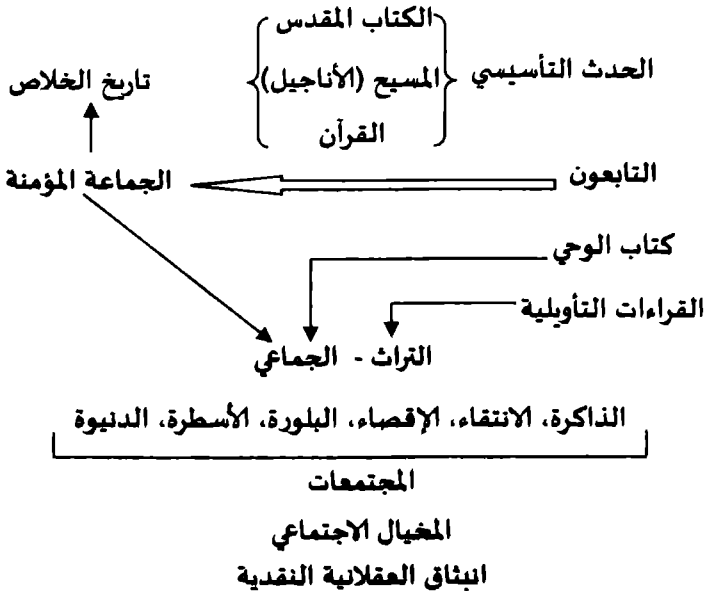 الكتاب المقدس
الحدث التأسيسي
المسيح (الأناجيل)
تاريخ الخلاص
القرآن
التابعون
الجماعة المؤمنة
كتاب الوحي
القراءات التأويلية
التراث - الجماعي
الذاكرة، الانتقاء، الإقصاء، البلورة، الأسطرة، الدنيوة
المجتمعات
المخيال الاجتماعي
انبثاق العقلانية النقدية